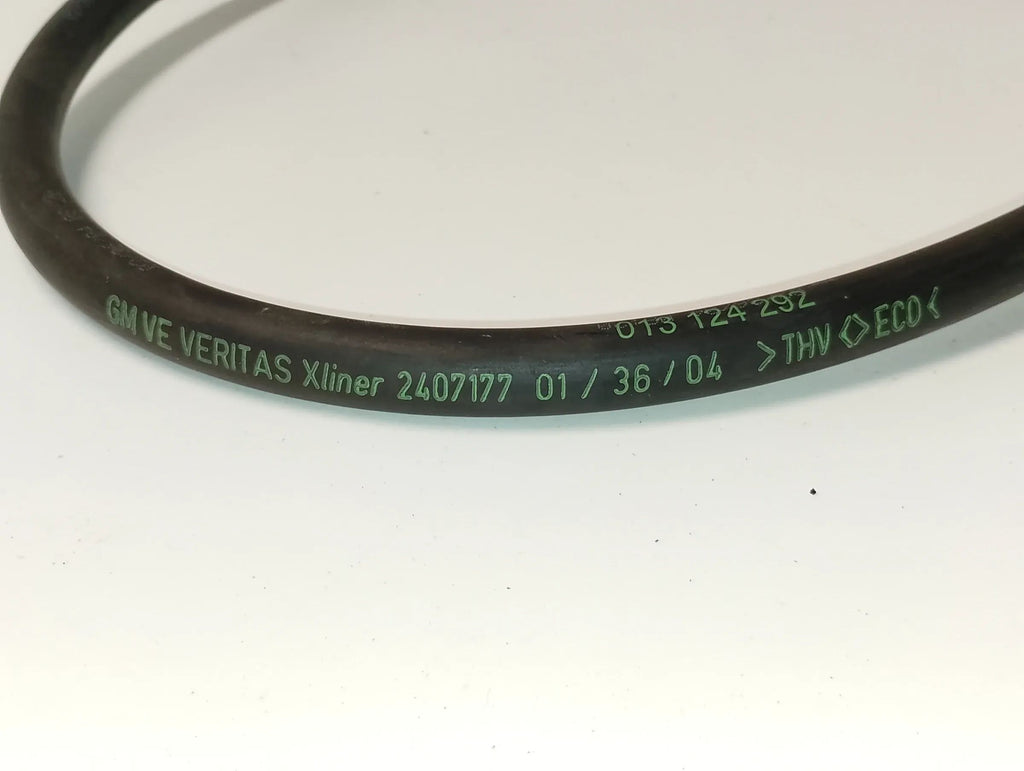 013 124 292
GM VE VERITAS Xliner 2407177 01 / 36 / 04 >THV<>ECO<